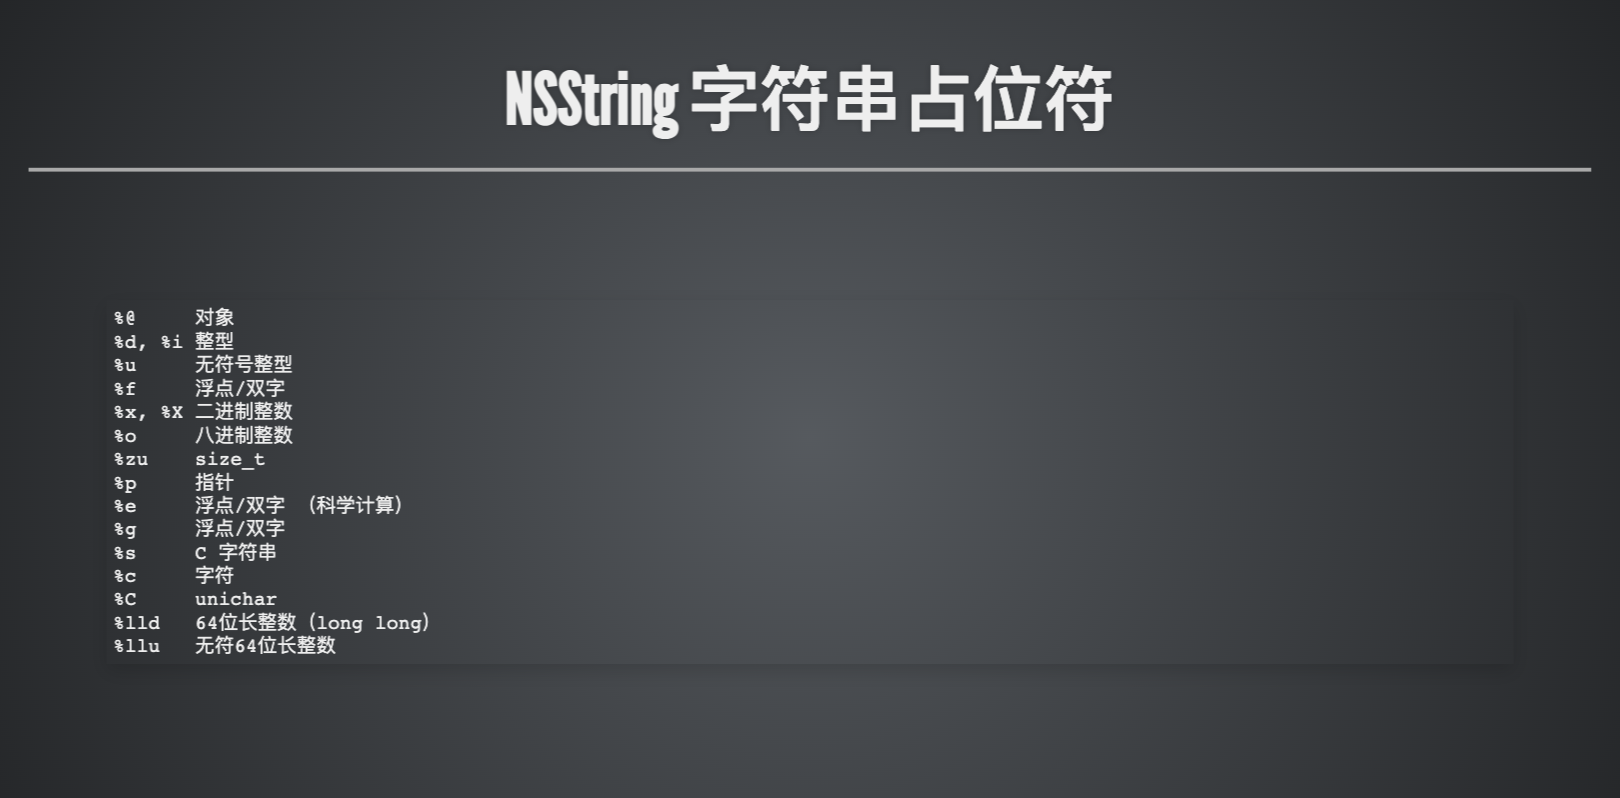 NSString 字符串占位符
%@     对象
%d, %i 整型
%u     无符号整型
%f     浮点/双字
%x, %X 二进制整数
%o     八进制整数
%zu    size_t
%p     指针
%e     浮点/双字 （科学计算）
%g     浮点/双字
%s     C 字符串
%c     字符
%C     unichar
%lld   64位长整数（long long）
%llu   无符64位长整数